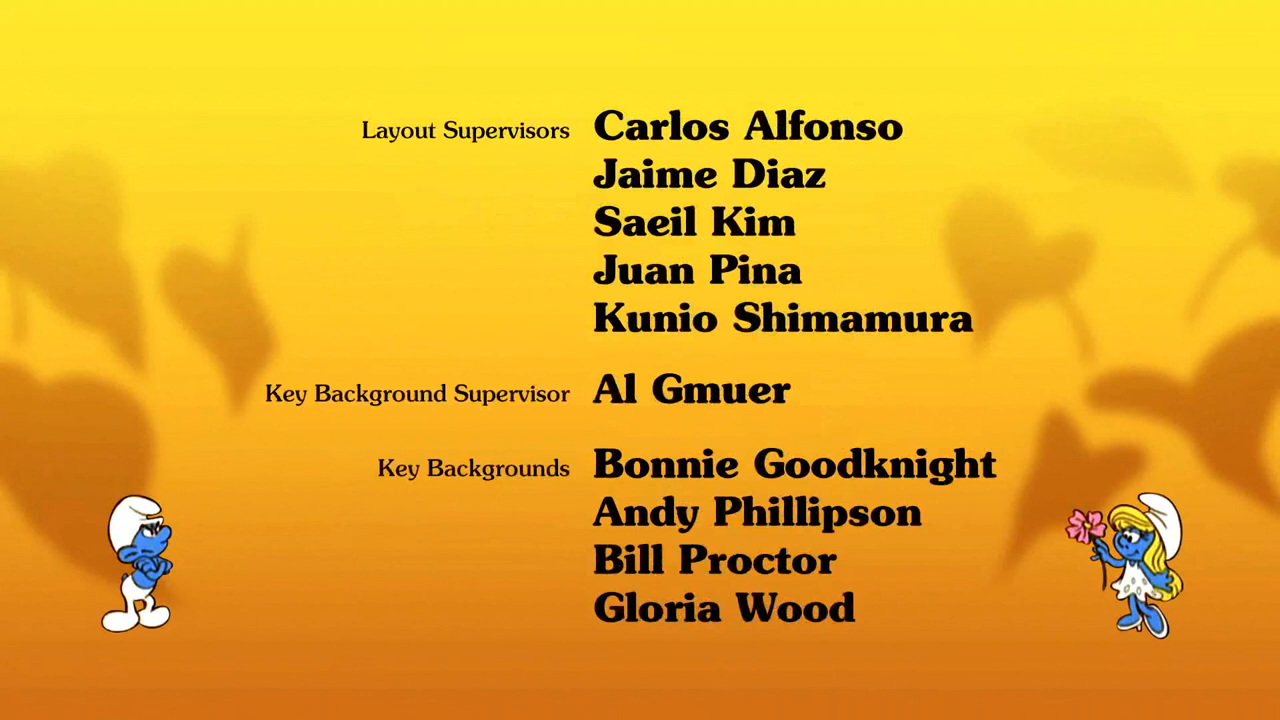 Layout Supervisors Carlos Alfonso
Jaime Diaz
Saeil Kim
Juan Pina
Kunio Shimamura
Key Background Supervisor Al Gmuer
Key Backgrounds Bonnie Goodknight
Andy Phillipson
Bill Proctor
Gloria Wood